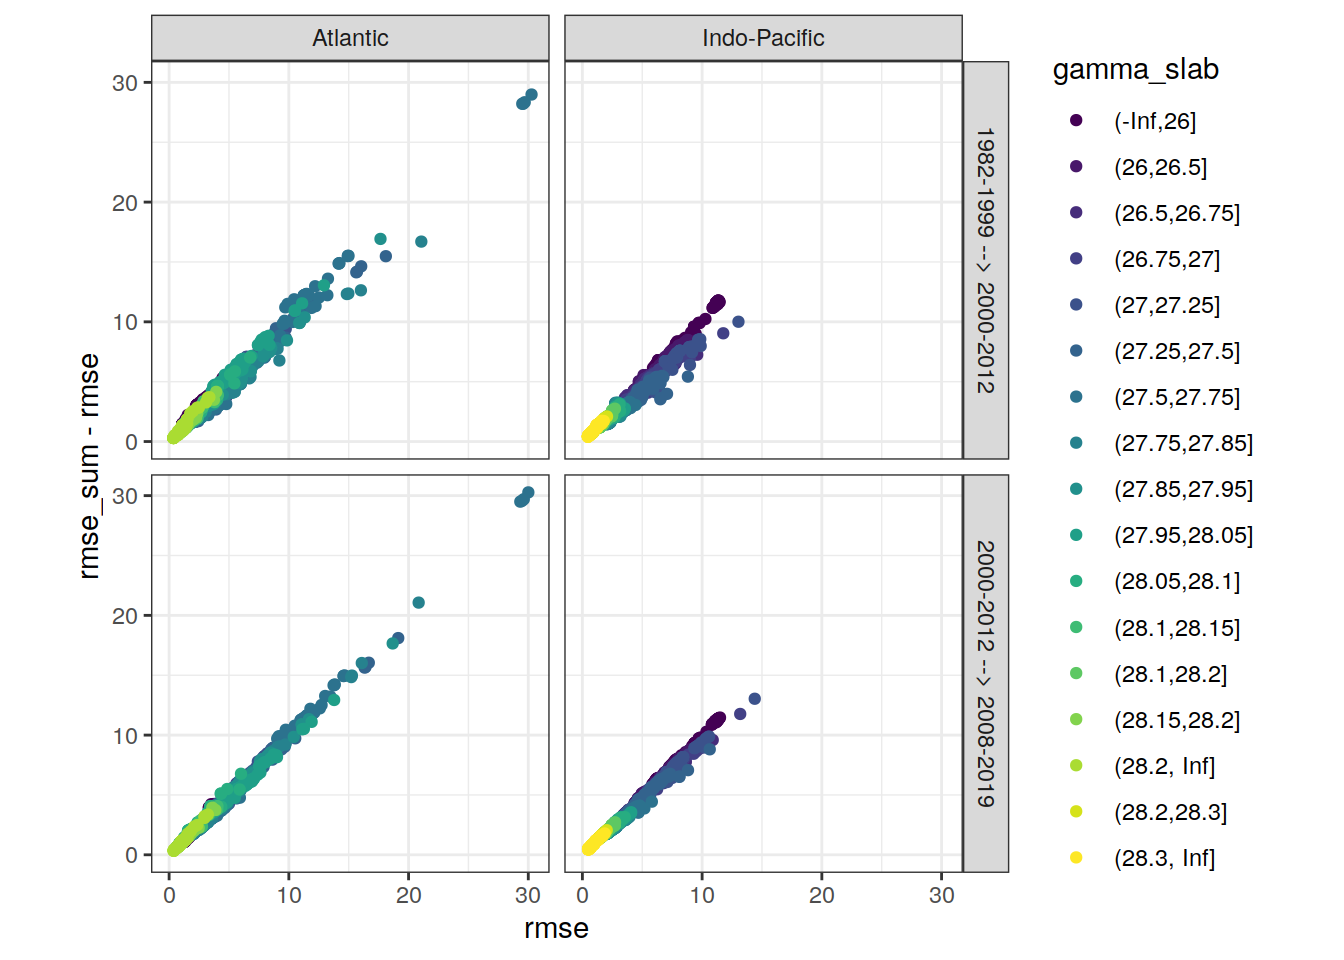 Atlantic
Indo-Pacific
30
20
10
0
1982-1999 --> 2000-2012
30
20
10
0
2000-2012 --> 2008-2019
0 10 20 30
0 10 20 30
rmse
rmse_sum - rmse
gamma_slab
(-Inf,26]
(26,26.5]
(26.5,26.75]
(26.75,27]
(27,27.25]
(27.25,27.5]
(27.5,27.75]
(27.75,27.85]
(27.85,27.95]
(27.95,28.05]
(28.05,28.1]
(28.1,28.15]
(28.1,28.2]
(28.15,28.2]
(28.2, Inf]
(28.2,28.3]
(28.3, Inf]